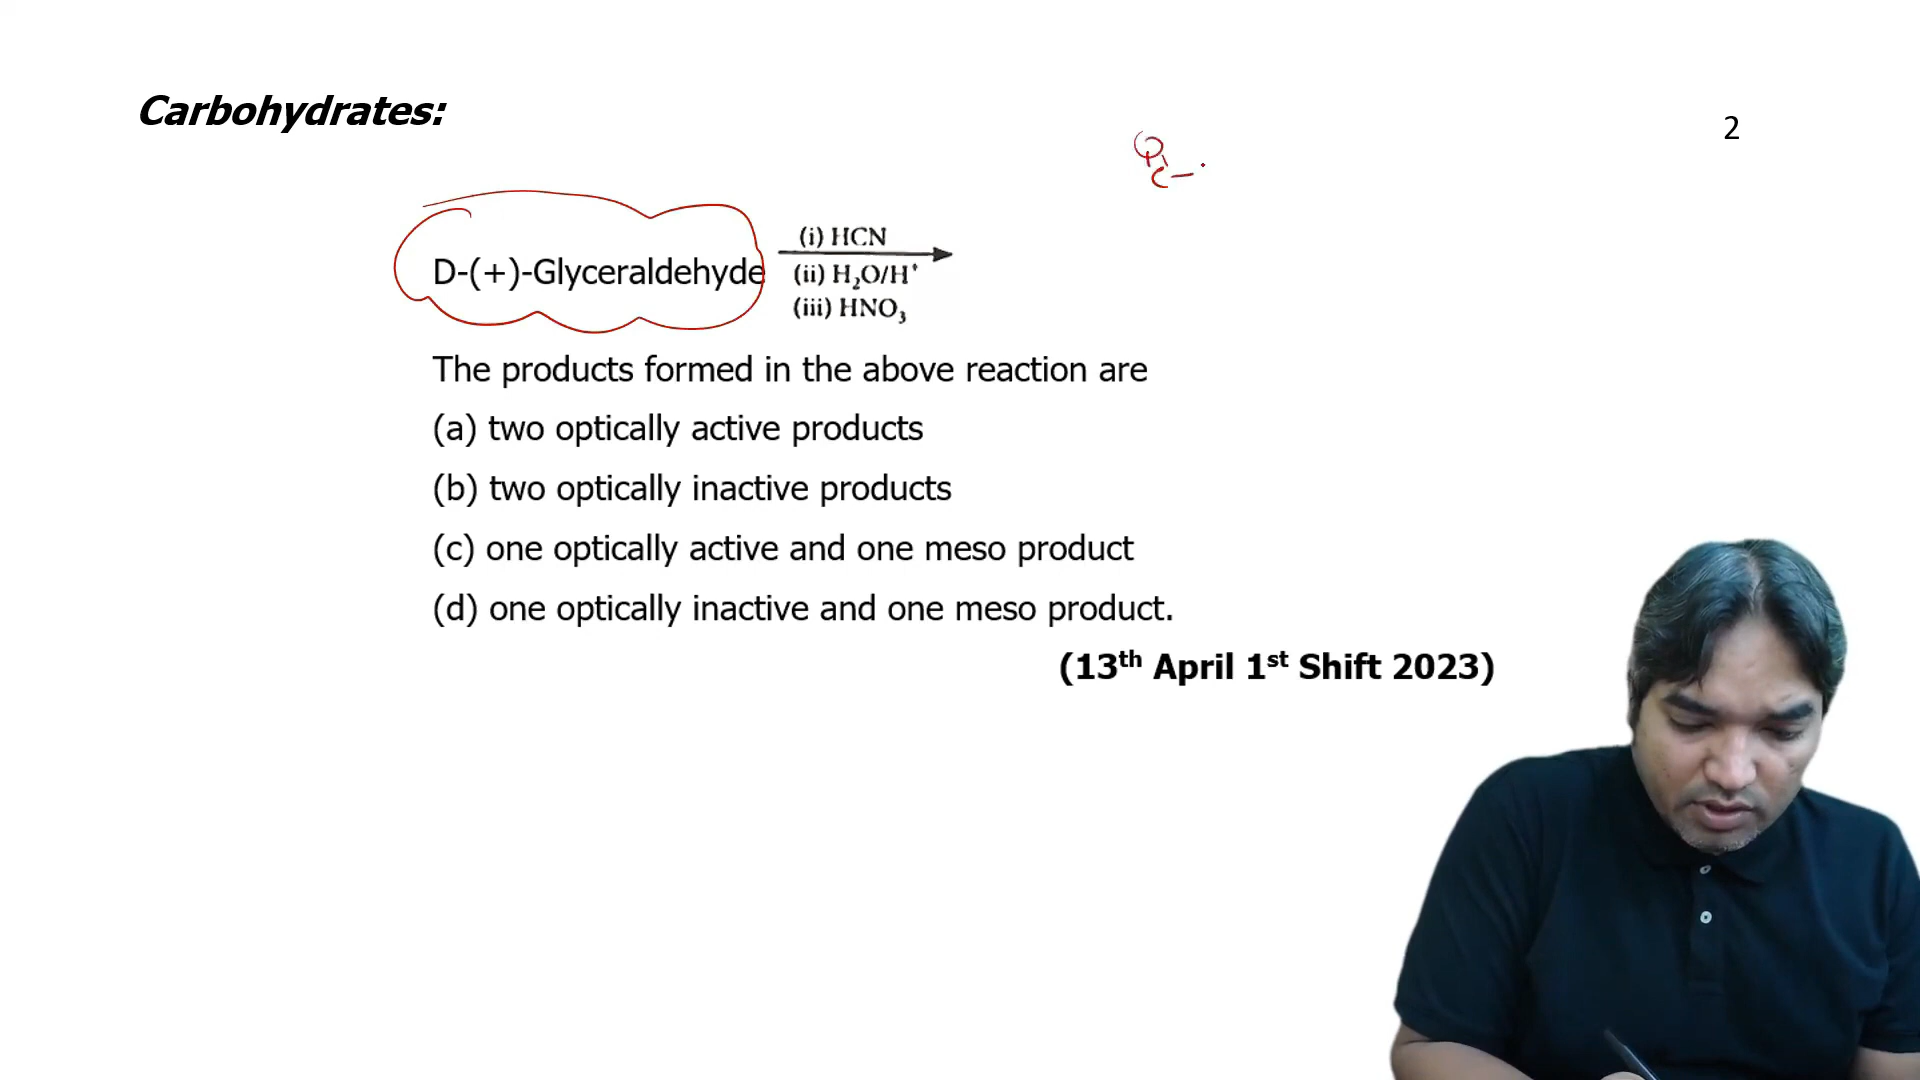 Carbohydrates:
2
O
C–
D-(+)-Glyceraldehyde
(i) HCN
(ii) H₂O/H⁺
(iii) HNO₃
The products formed in the above reaction are
(a) two optically active products
(b) two optically inactive products
(c) one optically active and one meso product
(d) one optically inactive and one meso product.
(13th April 1st Shift 2023)